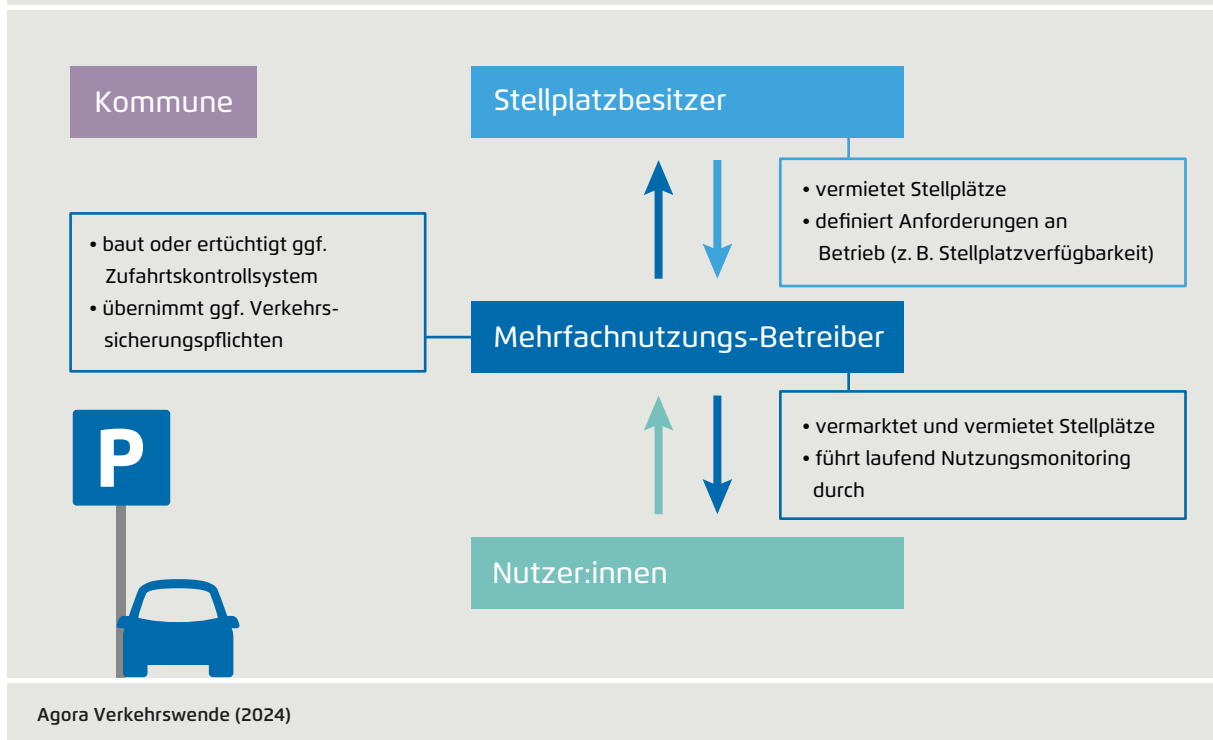 Kommune
Stellplatzbesitzer
• vermietet Stellplätze
• definiert Anforderungen an
Betrieb (z. B. Stellplatzverfügbarkeit)
• baut oder ertüchtigt ggf.
Zufahrtskontrollsystem
• übernimmt ggf. Verkehrs-
sicherungspflichten
Mehrfachnutzungs-Betreiber
• vermarktet und vermietet Stellplätze
• führt laufend Nutzungsmonitoring
durch
P
Nutzer:innen
Agora Verkehrswende (2024)